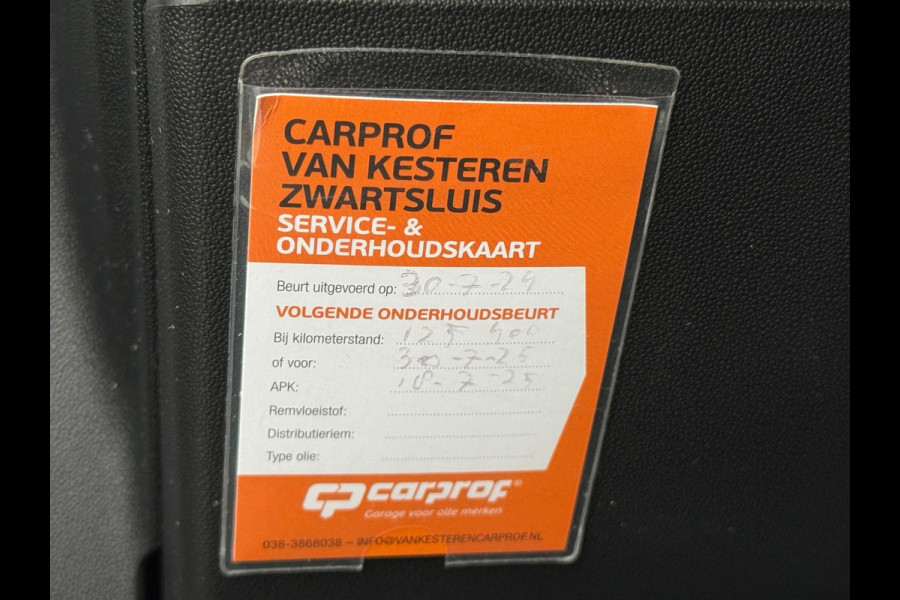 CARPROF
VAN KESTEREN
ZWARTSLUIS
SERVICE- &
ONDERHOUDSKAART
Beurt uitgevoerd op: 30-7-24
VOLGENDE ONDERHOUDSBEURT
Bij kilometerstand: 125 400
of voor: 30-7-25
APK: 18-7-25
Remvloeistof:
Distributieriem:
Type olie:
CP carprof®
Garage voor alle merken
038-3868038 – INFO@VANKESTERENCARPROF.NL